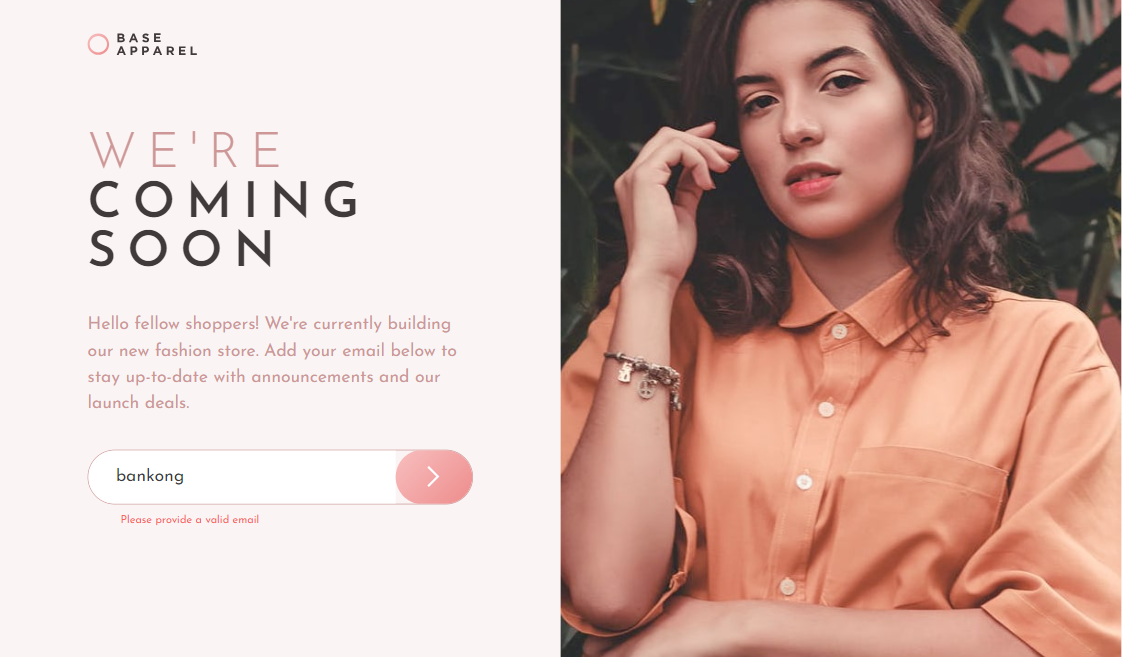 BASE
APPAREL
WE'RE
COMING
SOON
Hello fellow shoppers! We're currently building
our new fashion store. Add your email below to
stay up-to-date with announcements and our
launch deals.
bankong
Please provide a valid email